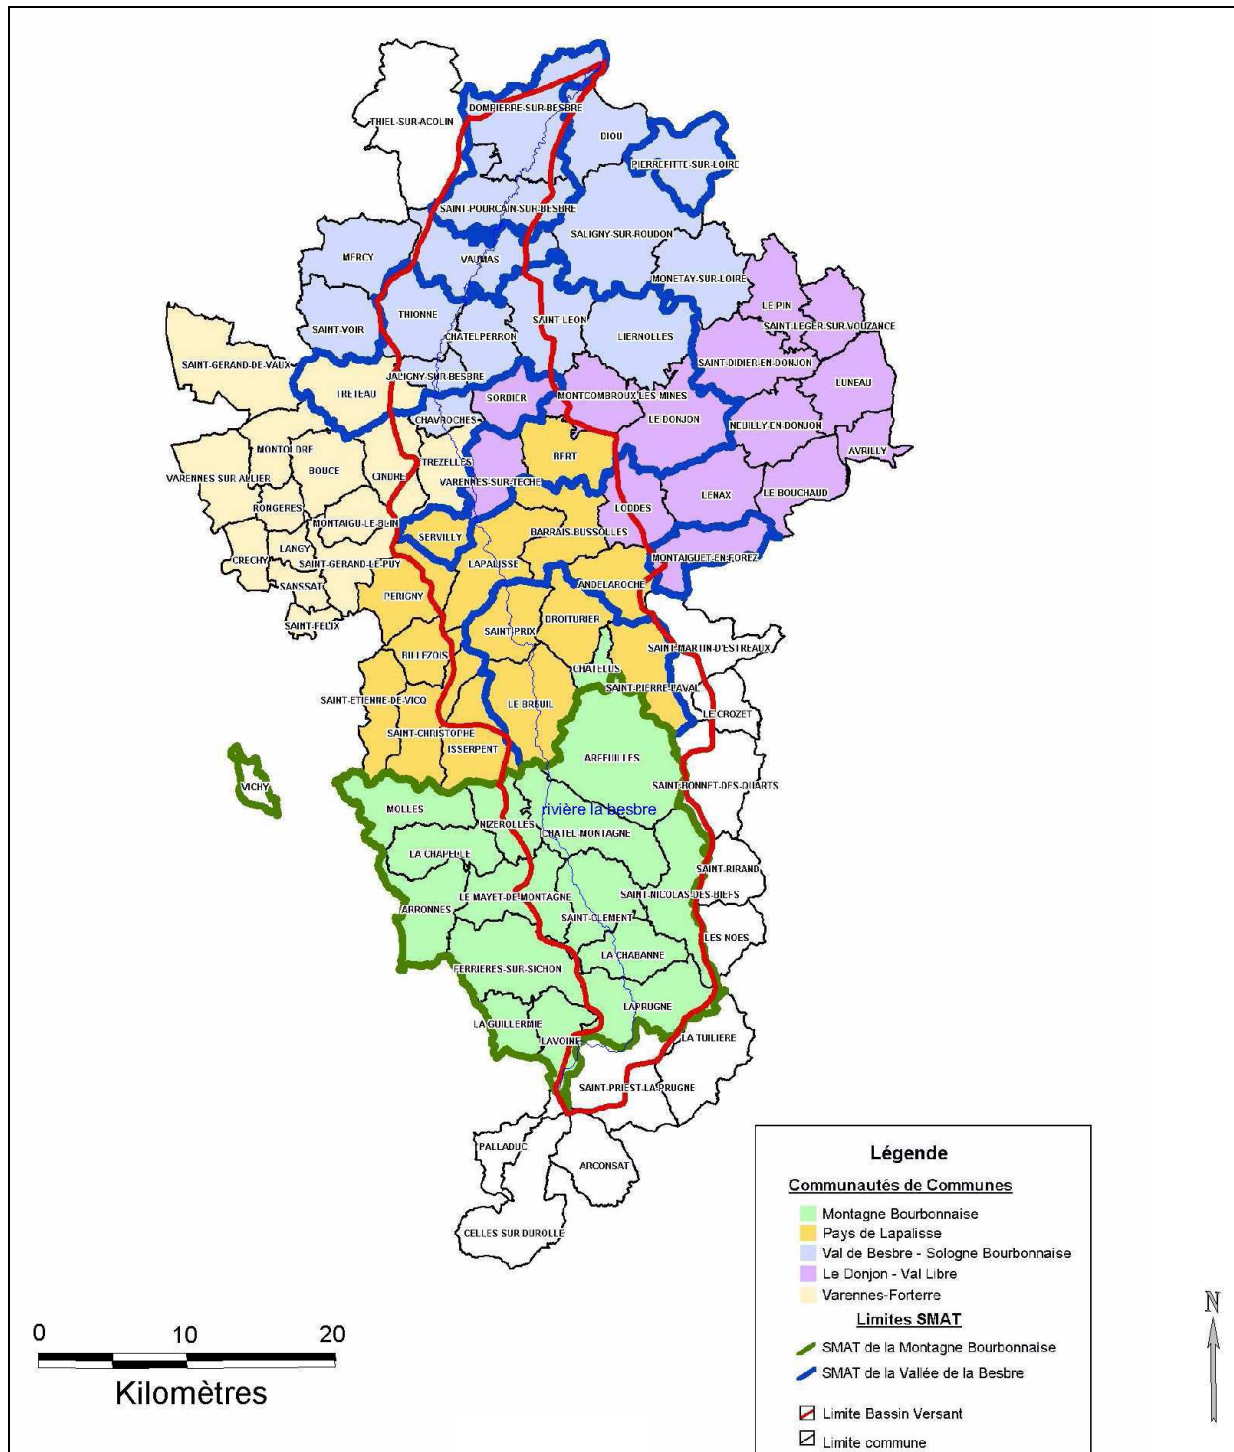 DOMPIERRE-SUR-BESBRE
THIEL-SUR-ACOLIN
DIOU
PIERREFITTE-SUR-LOIRE
SAINT-POURCAIN-SUR-BESBRE
SALIGNY-SUR-ROUDON
MERCY
VAUMAS
MONETAY-SUR-LOIRE
LE PIN
THIONNE
SAINT LEON
SAINT-LEGER-SUR-VOUZANCE
SAINT-VOIR
CHATELPERRON
LIERNOLLES
SAINT-GERAND-DE-VAUX
SAINT-DIDIER-EN-DONJON
JALIGNY-SUR-BESBRE
LUNEAU
TRETEAU
SORBIER
MONTCOMBROUX-LES-MINES
CHAVROCHES
LE DONJON
NEUILLY-EN-DONJON
MONTOLDRE
AVRILLY
BERT
TREZELLES
BOUCE
VARENNES SUR ALLIER
CINDRE
VARENNES-SUR-TECHE
LE BOUCHAUD
LENAX
RONGERES
LODDES
MONTAIGU-LE-BLIN
BARRAIS-BUSSOLLES
SERVILLY
LANGY
CRECHY
SAINT-GERAND-LE-PUY
LAPALISSE
MONTAIGUET-EN-FOREZ
SANSSAT
ANDELAROCHE
PERIGNY
DROITURIER
SAINT-FELIX
SAINT-PRIX
SAINT-MARTIN-D'ESTREAUX
BILLEZOIS
CHATELUS
SAINT-PIERRE-LAVAL
SAINT-ETIENNE-DE-VICQ
LE BREUIL
LE CROZET
SAINT-CHRISTOPHE
ISSERPENT
ARFEUILLES
VICHY
SAINT-BONNET-DES-QUARTS
MOLLES
rivière la besbre
NIZEROLLES
CHATEL-MONTAGNE
LA CHAPELLE
SAINT-RIRAND
LE MAYET-DE-MONTAGNE
SAINT-NICOLAS-DES-BIEFS
ARRONNES
SAINT-CLEMENT
LES NOES
LA CHABANNE
FERRIERES-SUR-SICHON
LAPRUGNE
LA GUILLERMIE
LAVOINE
LA TUILIERE
SAINT-PRIEST-LA-PRUGNE
PALLADUC
ARCONSAT
CELLES SUR DUROLLE
Légende
Communautés de Communes
Montagne Bourbonnaise
Pays de Lapalisse
Val de Besbre - Sologne Bourbonnaise
Le Donjon - Val Libre
Varennes-Forterre
Limites SMAT
SMAT de la Montagne Bourbonnaise
SMAT de la Vallée de la Besbre
Limite Bassin Versant
Limite commune
0 10 20
Kilomètres
N